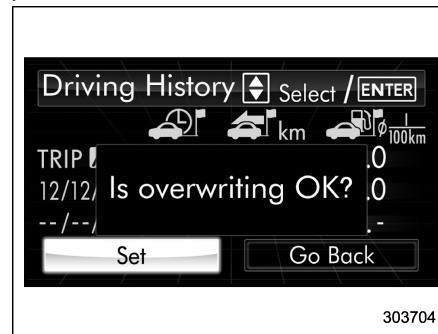 Driving History Select / ENTER
km l/100km
TRIP .0
12/12/ .0
--/--/ .-
Is overwriting OK?
Set Go Back
303704